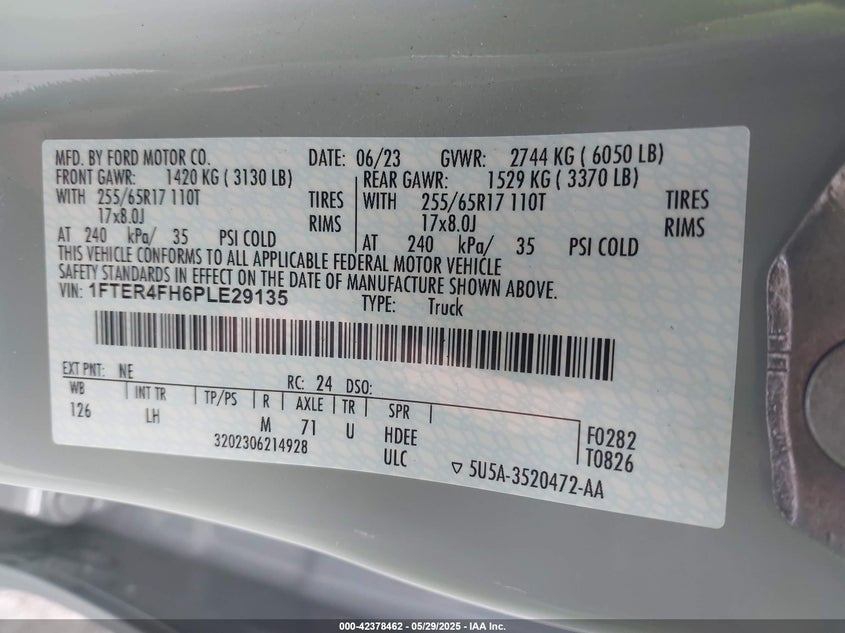 MFD. BY FORD MOTOR CO. DATE: 06/23 GVWR: 2744 KG ( 6050 LB)
FRONT GAWR: 1420 KG ( 3130 LB) REAR GAWR: 1529 KG ( 3370 LB)
WITH 255/65R17 110T TIRES WITH 255/65R17 110T TIRES
17x8.0J RIMS 17x8.0J RIMS
AT 240 kPa/ 35 PSI COLD AT 240 kPa/ 35 PSI COLD
THIS VEHICLE CONFORMS TO ALL APPLICABLE FEDERAL MOTOR VEHICLE
SAFETY STANDARDS IN EFFECT ON THE DATE OF MANUFACTURE SHOWN ABOVE.
VIN: 1FTER4FH6PLE29135 TYPE: Truck
EXT PNT: NE RC: 24 DSO:
WB INT TR TP/PS R AXLE TR SPR
126 LH M 71 U HDEE F0282
3202306214928 ULC T0826
▽ 5U5A-3520472-AA
000-42378462 - 05/29/2025 - IAA Inc.